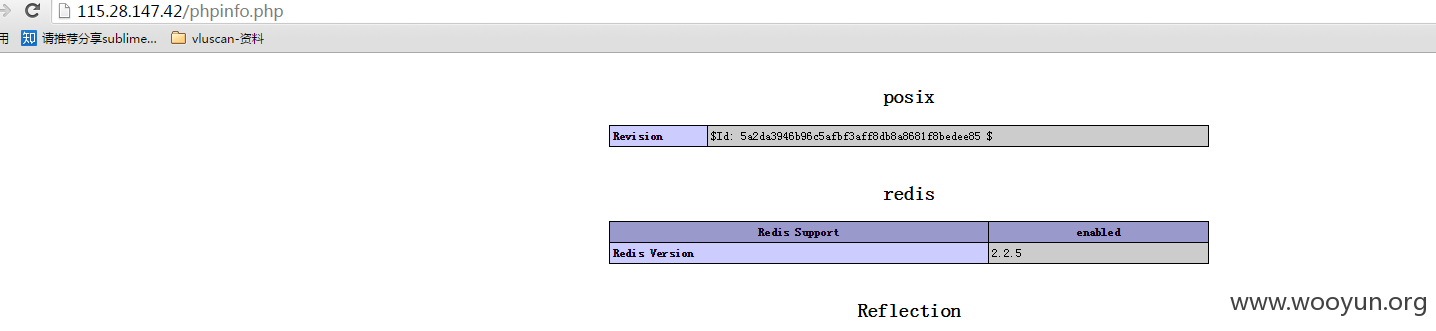 115.28.147.42/phpinfo.php
用 知 请推荐分享sublime... vluscan-资料
posix
Revision $Id: 5a2da3946b96c5afbf3aff8db8a8681f8bedee85 $
redis
Redis Support enabled
Redis Version 2.2.5
Reflection
www.wooyun.org